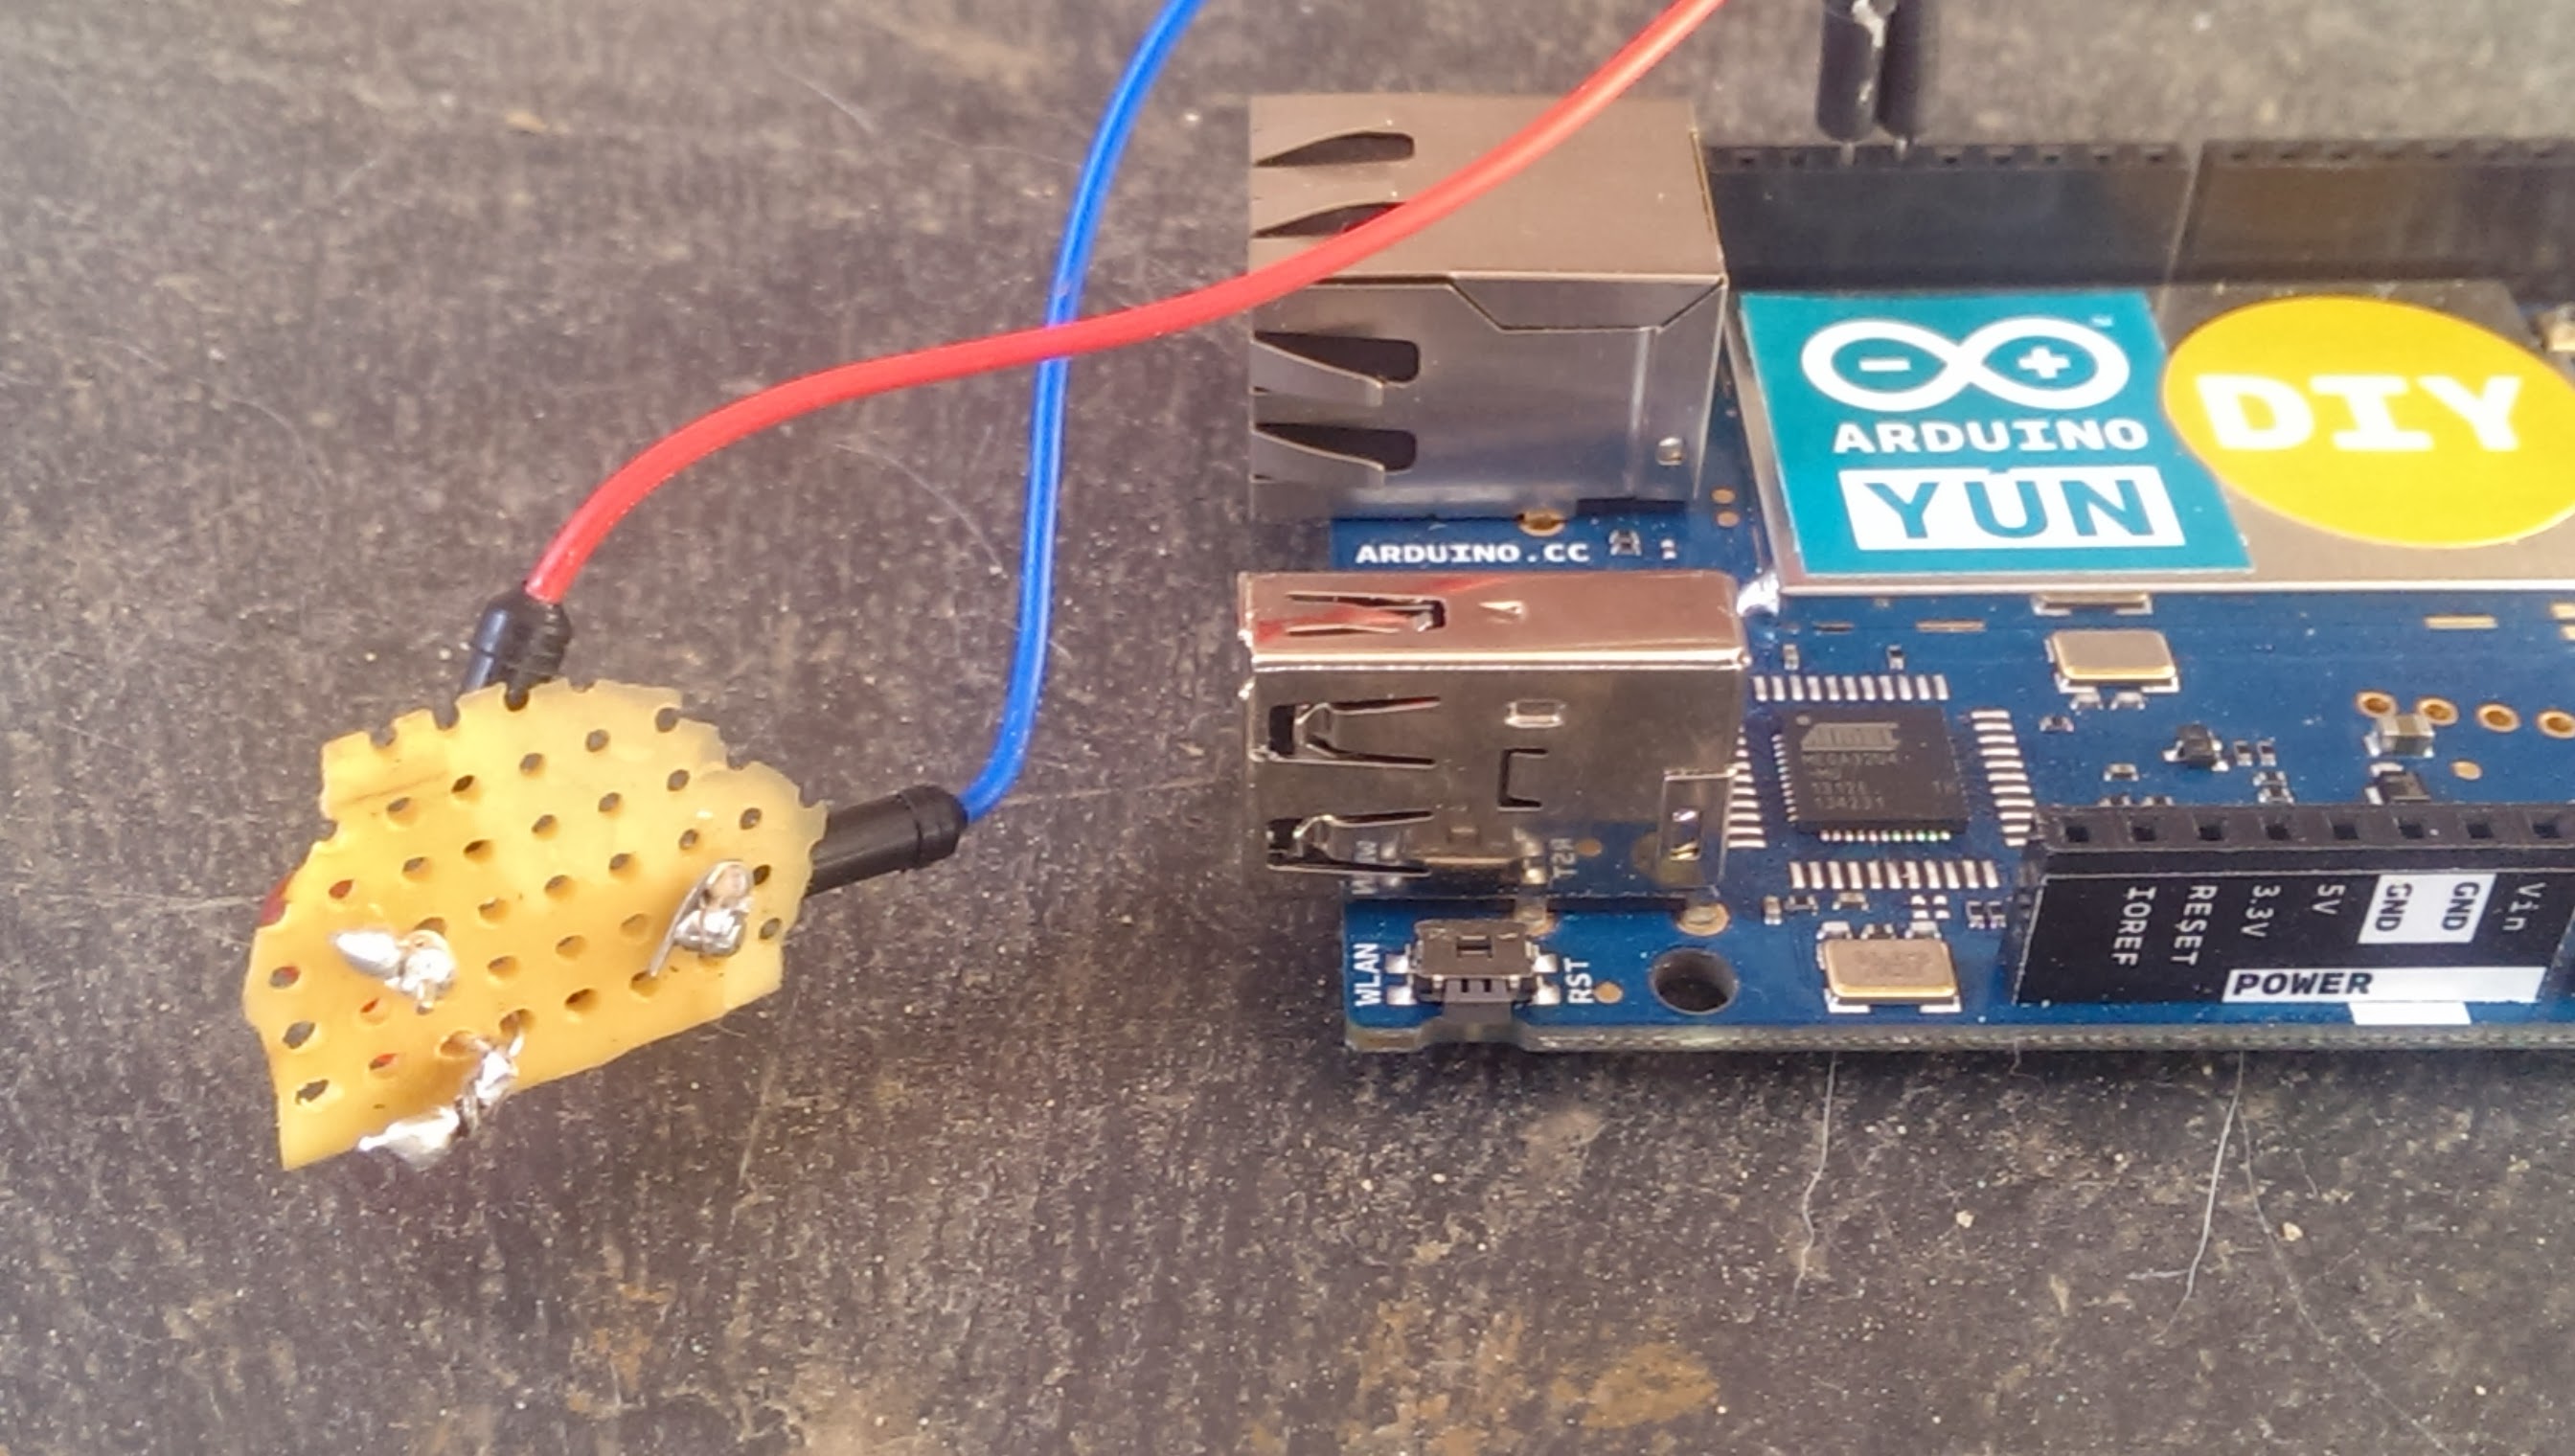 ARDUINO
YUN
DIY
ARDUINO.CC
WLAN
RST
IOREF
RESET
3.3V
5V
GND
GND
Vin
POWER